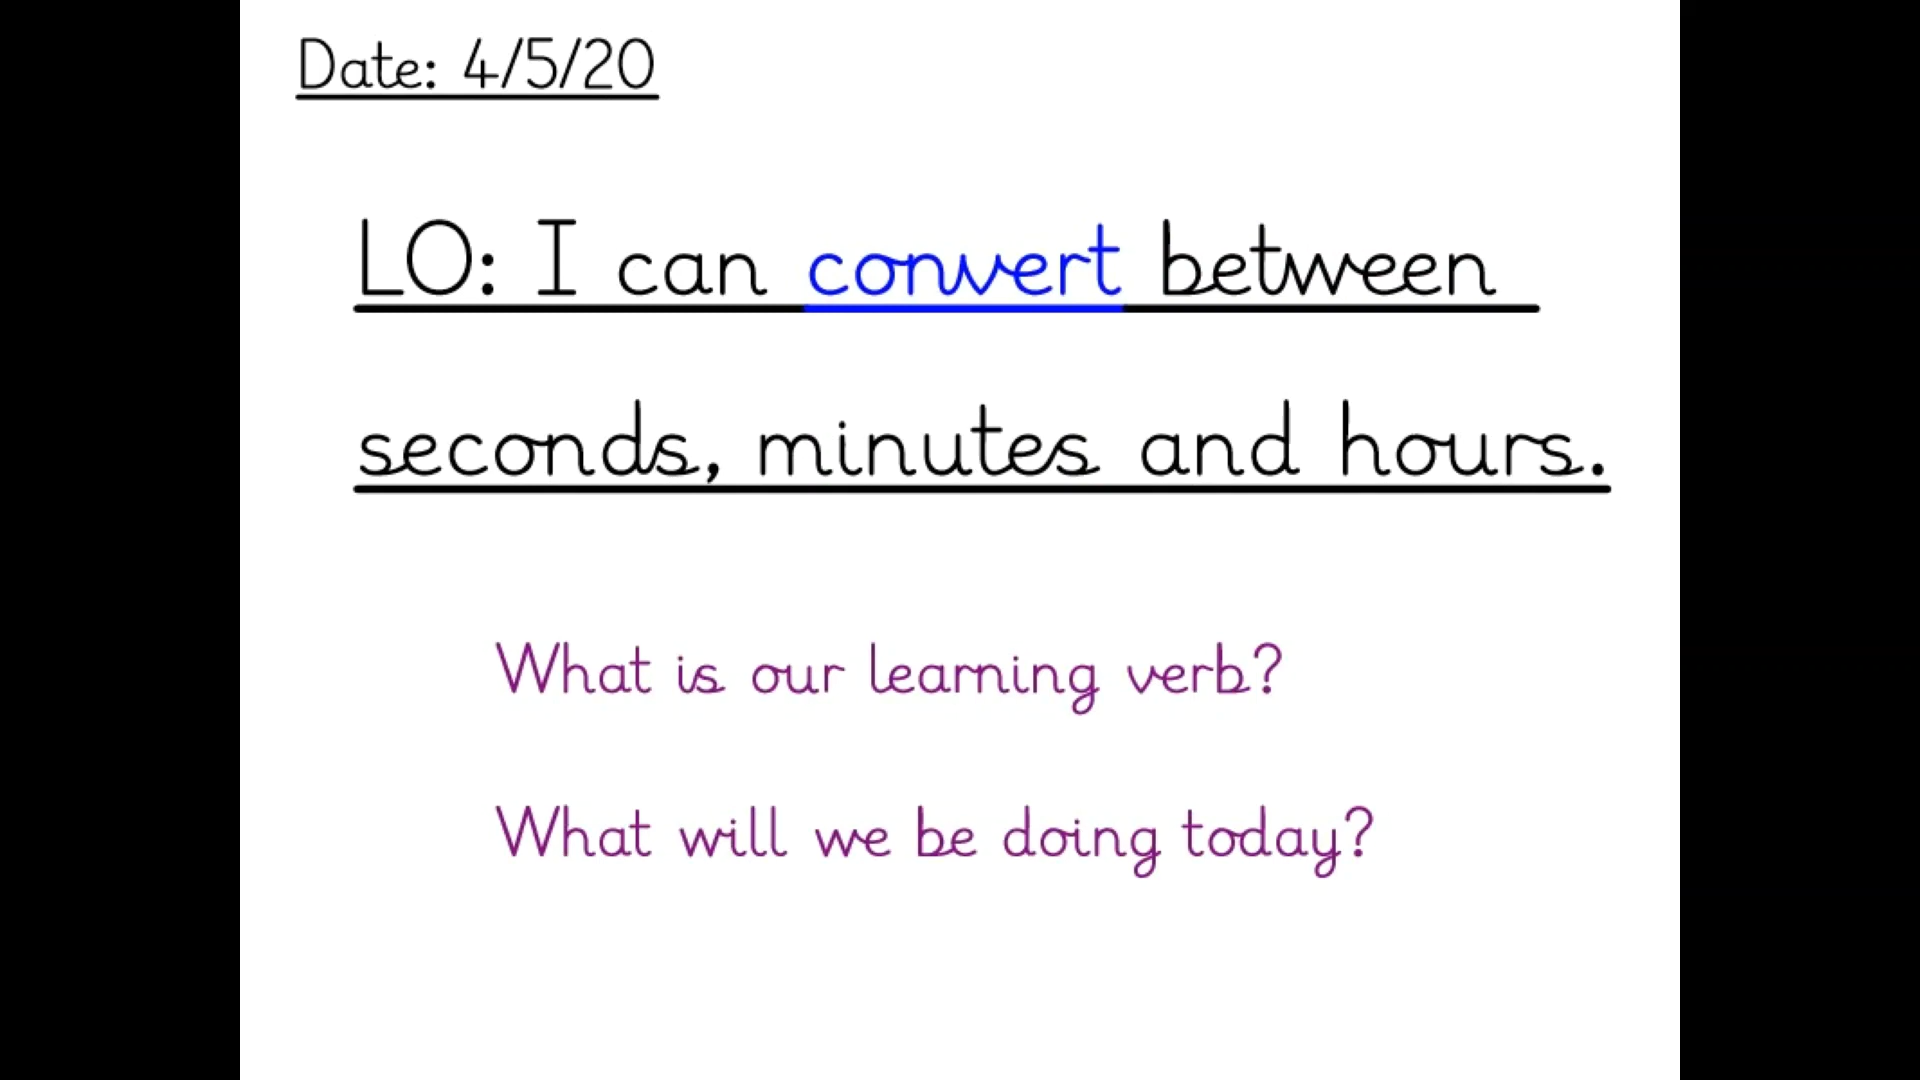 Date: 4/5/20
LO: I can convert between
seconds, minutes and hours.
What is our learning verb?
What will we be doing today?